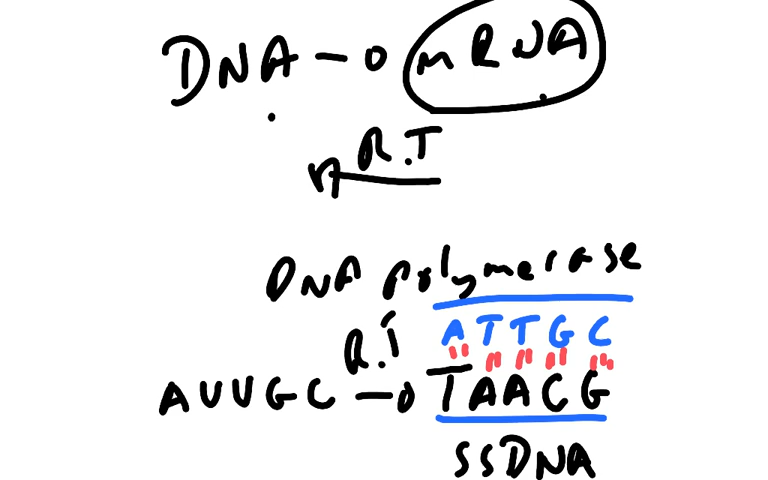 DNA → mRNA
R.T
DNA polymerase
ATTGC
R.T
AUUGC → TAACG
SSDNA